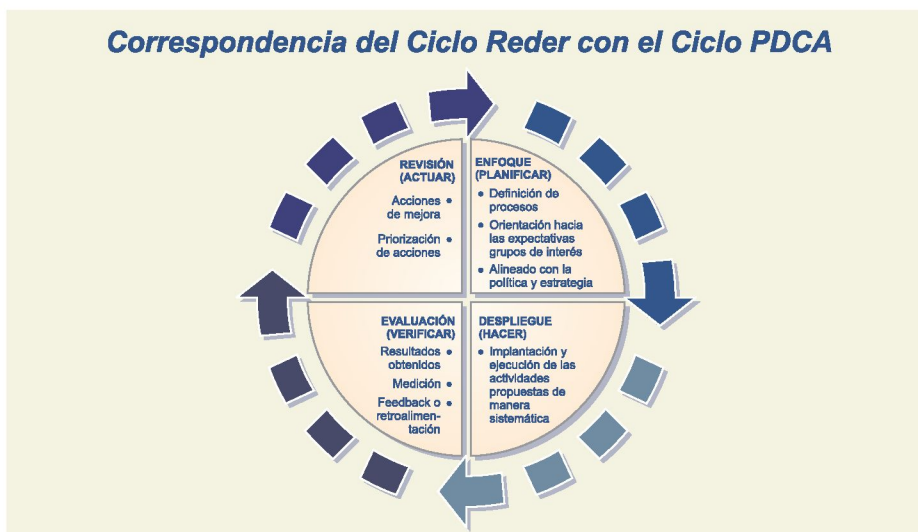 Correspondencia del Ciclo Reder con el Ciclo PDCA
REVISIÓN
(ACTUAR)
Acciones •
de mejora
Priorización •
de acciones
ENFOQUE
(PLANIFICAR)
• Definición de
procesos
• Orientación hacia
las expectativas
grupos de interés
• Alineado con la
política y estrategia
EVALUACIÓN
(VERIFICAR)
Resultados •
obtenidos
Medición •
Feedback o •
retroalimen-
tación
DESPLIEGUE
(HACER)
• Implantación y
ejecución de las
actividades
propuestas de
manera
sistemática